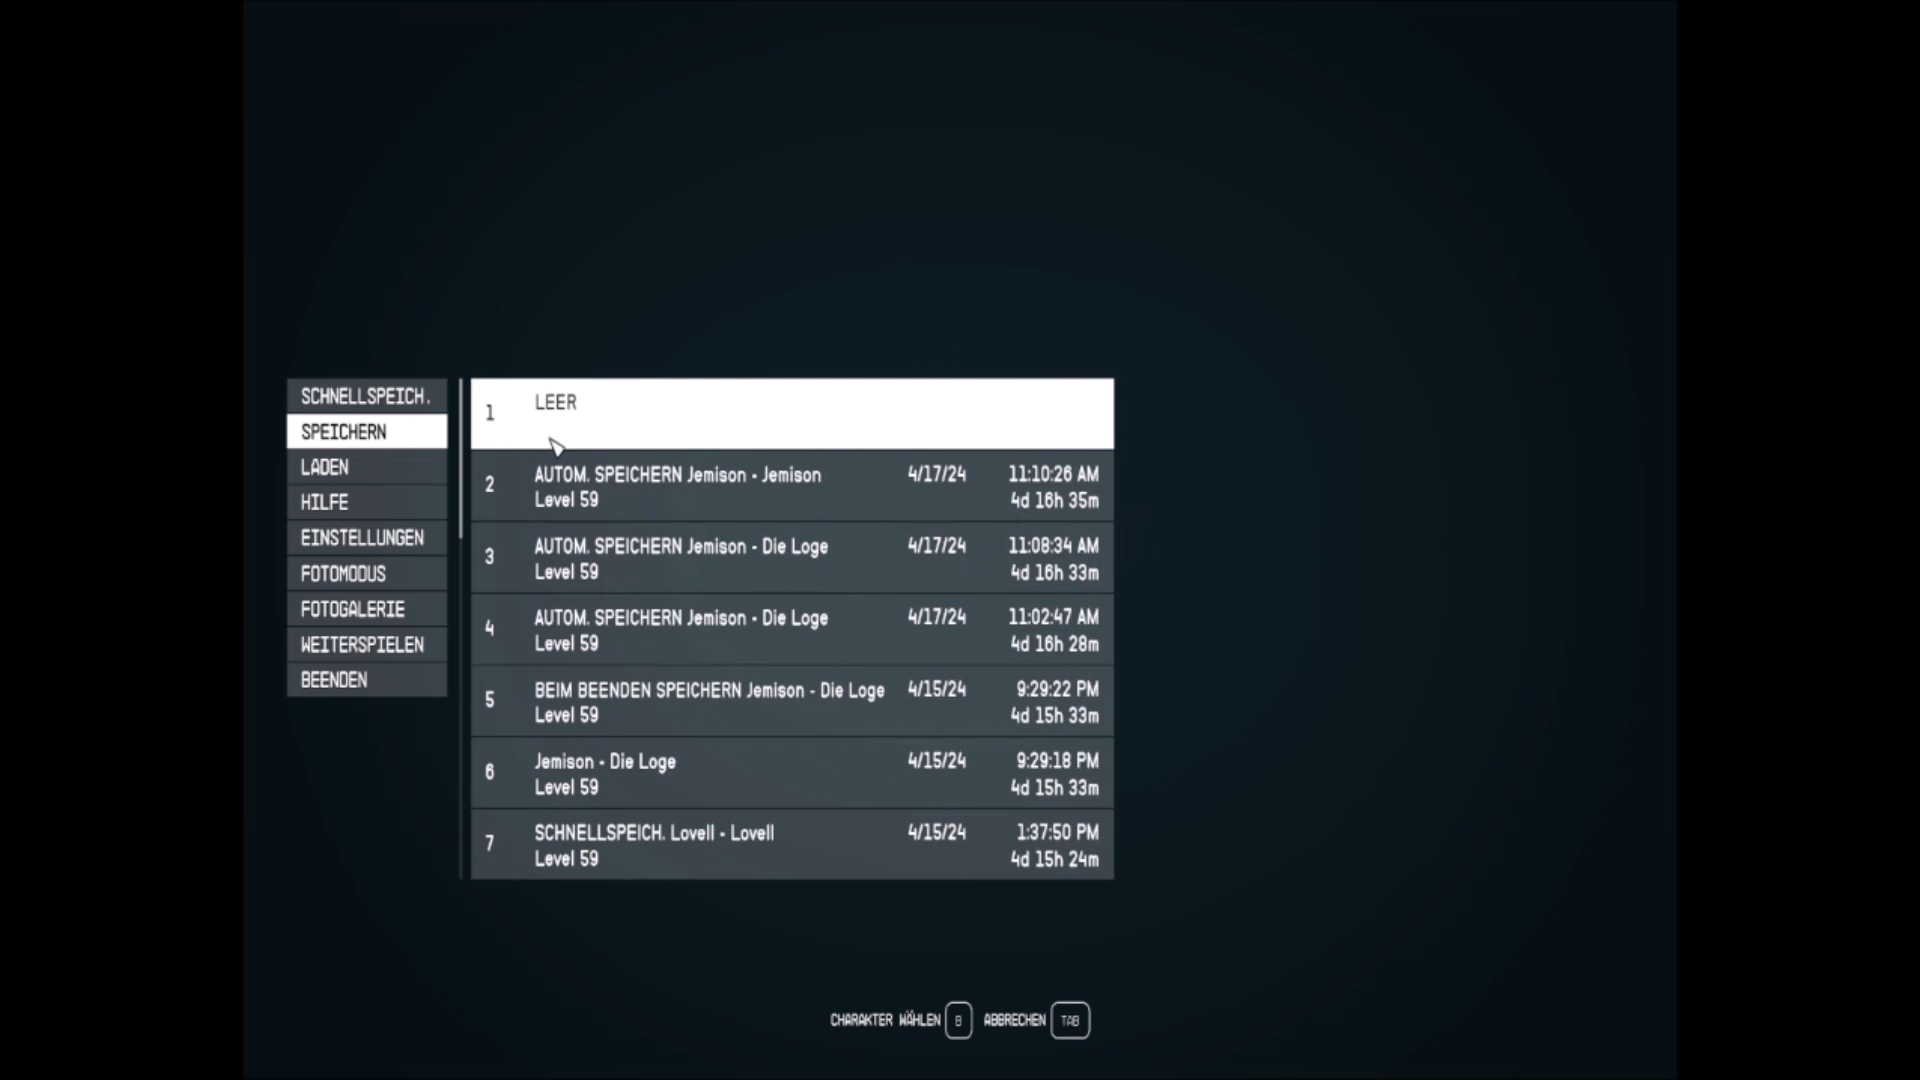 SCHNELLSPEICH.
SPEICHERN
LADEN
HILFE
EINSTELLUNGEN
FOTOMODUS
FOTOGALERIE
WEITERSPIELEN
BEENDEN
1 LEER
2 AUTOM. SPEICHERN Jemison - Jemison 4/17/24 11:10:26 AM
Level 59 4d 16h 35m
3 AUTOM. SPEICHERN Jemison - Die Loge 4/17/24 11:08:34 AM
Level 59 4d 16h 33m
4 AUTOM. SPEICHERN Jemison - Die Loge 4/17/24 11:02:47 AM
Level 59 4d 16h 28m
5 BEIM BEENDEN SPEICHERN Jemison - Die Loge 4/15/24 9:29:22 PM
Level 59 4d 15h 33m
6 Jemison - Die Loge 4/15/24 9:29:18 PM
Level 59 4d 15h 33m
7 SCHNELLSPEICH. Lovell - Lovell 4/15/24 1:37:50 PM
Level 59 4d 15h 24m
CHARAKTER WÄHLEN B ABBRECHEN TAB